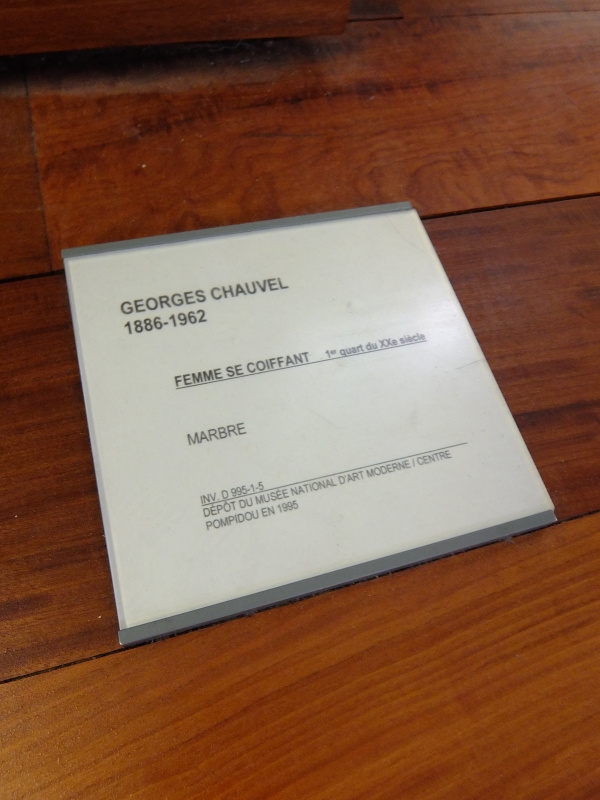 GEORGES CHAUVEL
1886-1962
FEMME SE COIFFANT 1er quart du XXe siècle
MARBRE
INV. D 995-1-5
DÉPÔT DU MUSÉE NATIONAL D'ART MODERNE / CENTRE
POMPIDOU EN 1995